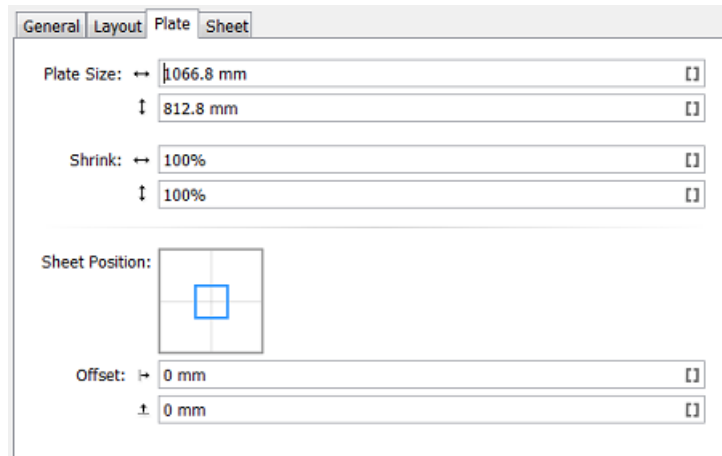 General Layout Plate Sheet
Plate Size: ↔ 1066.8 mm []
↕ 812.8 mm []
Shrink: ↔ 100% []
↕ 100% []
Sheet Position:
Offset: 0 mm []
0 mm []